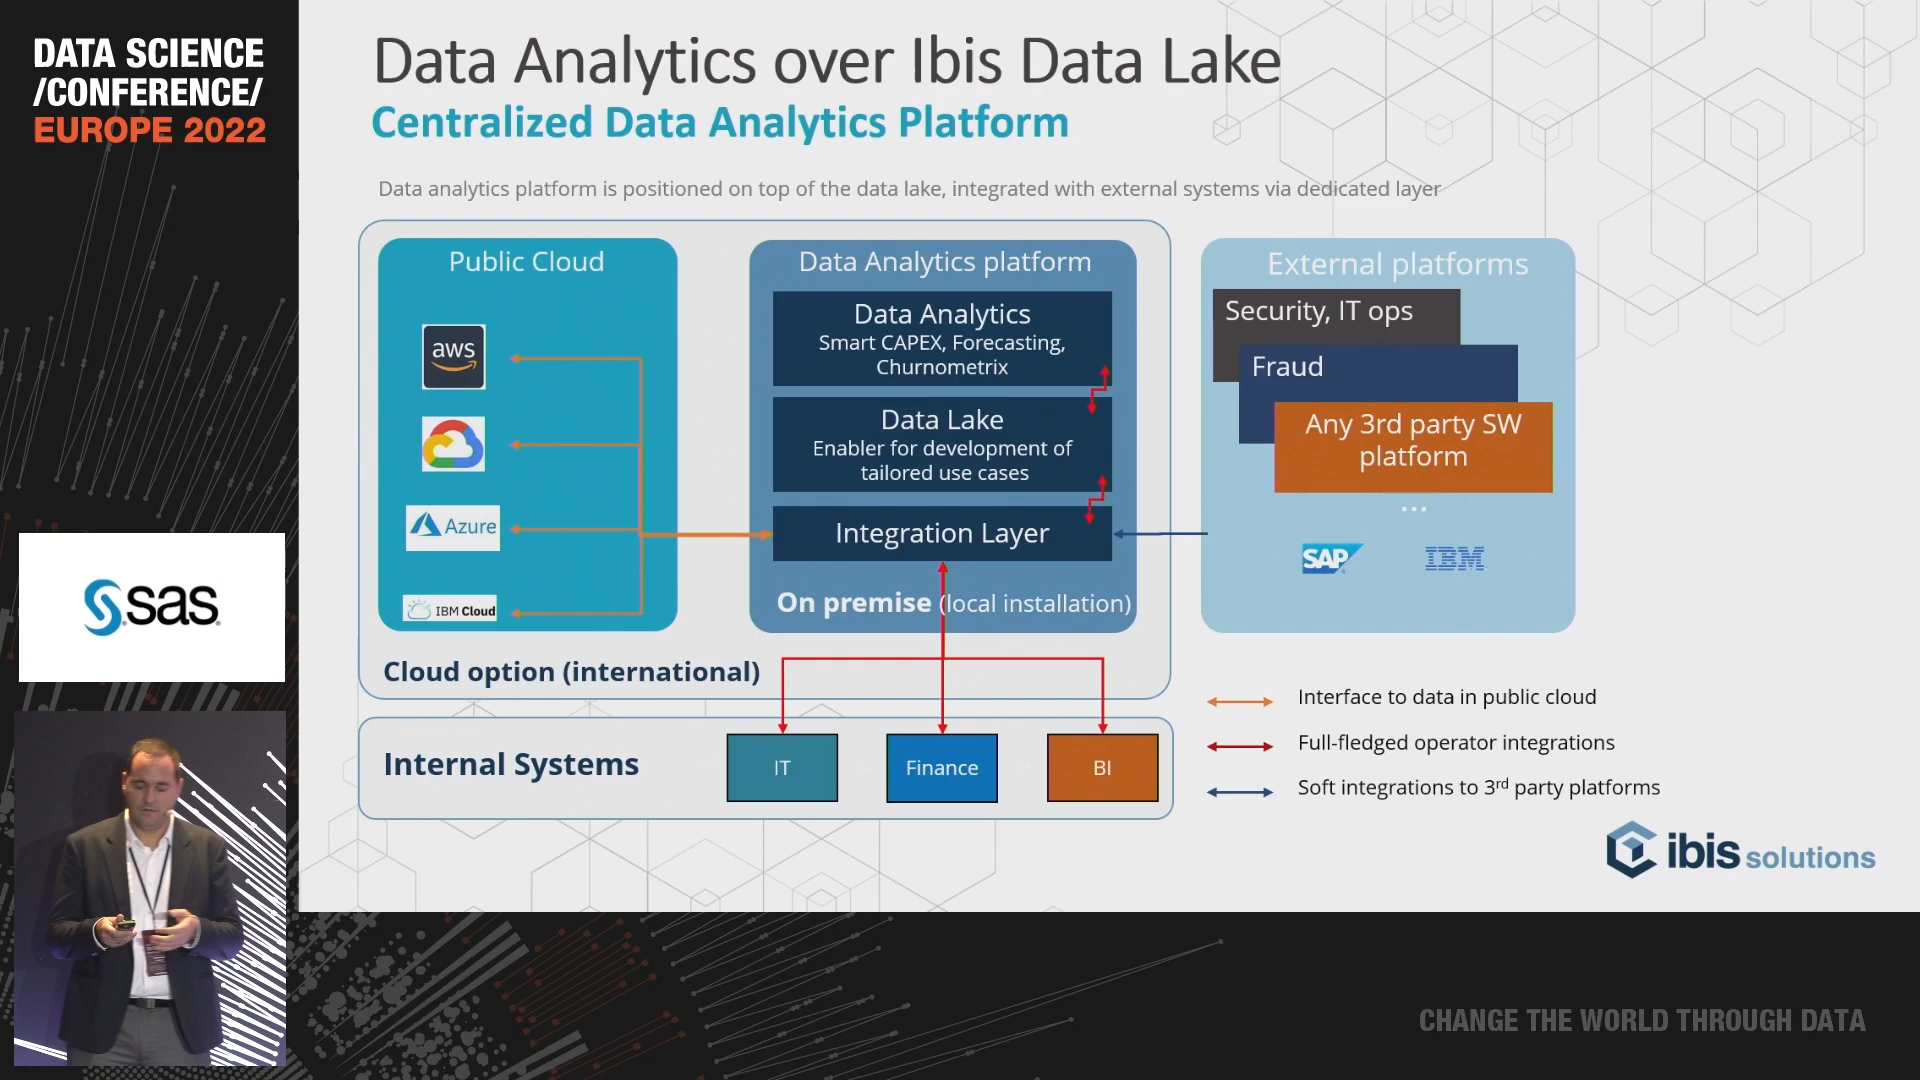 DATA SCIENCE
/CONFERENCE/
EUROPE 2022
sas
Data Analytics over Ibis Data Lake
Centralized Data Analytics Platform
Data analytics platform is positioned on top of the data lake, integrated with external systems via dedicated layer
Public Cloud
aws
Azure
IBM Cloud
Cloud option (international)
Data Analytics platform
Data Analytics
Smart CAPEX, Forecasting,
Churnometrix
Data Lake
Enabler for development of
tailored use cases
Integration Layer
On premise (local installation)
External platforms
Security, IT ops
Fraud
Any 3rd party SW
platform
...
SAP
IBM
Internal Systems
IT
Finance
BI
Interface to data in public cloud
Full-fledged operator integrations
Soft integrations to 3rd party platforms
ibis solutions
CHANGE THE WORLD THROUGH DATA